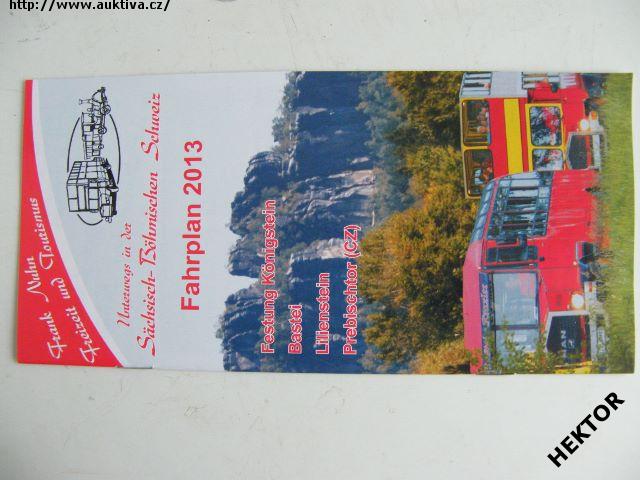 http://www.auktiva.cz/
Frank Nuhn
Freizeit und Tourismus
Unterwegs in der
Sächsisch-Böhmischen Schweiz
Fahrplan 2013
Festung Königstein
Bastei
Lilienstein
Prebischtor (CZ)
HEKTOR